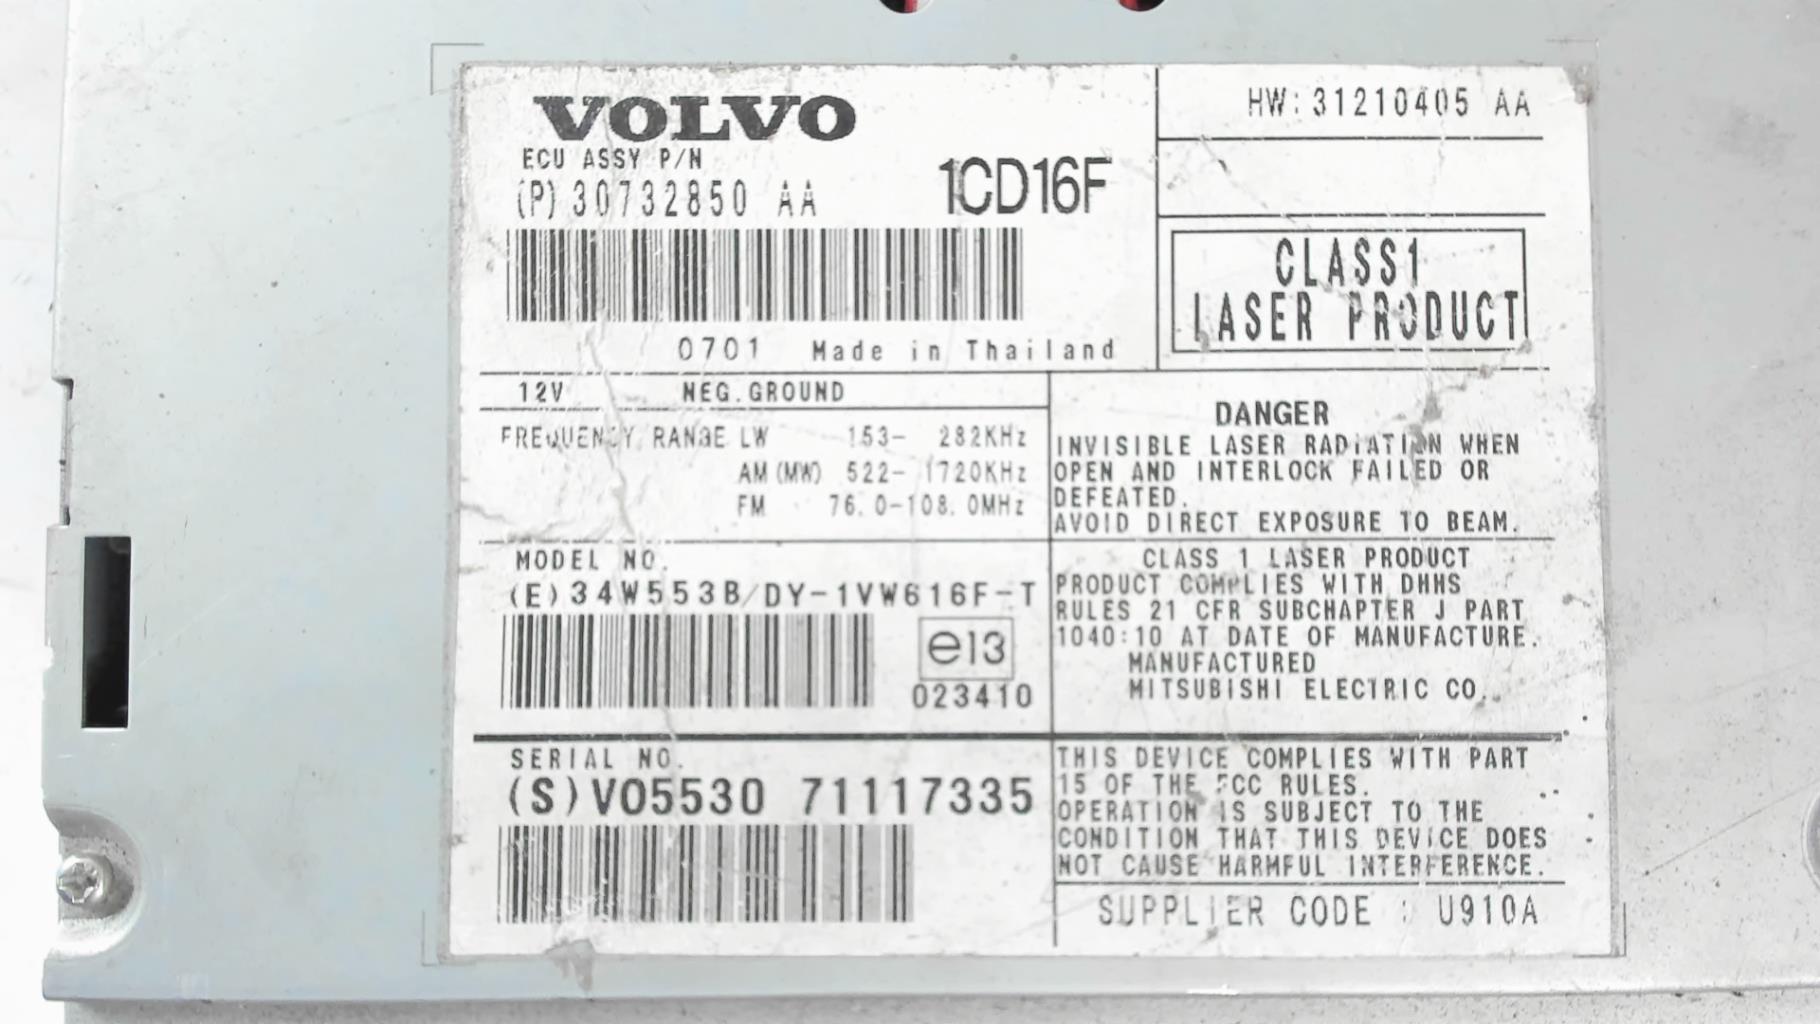 VOLVO
ECU ASSY P/N
(P) 30732850 AA
1CD16F
0701 Made in Thailand
HW:31210405 AA
CLASS1
LASER PRODUCT
12V NEG.GROUND
FREQUENCY RANGE LW 153- 282KHz
AM(MW) 522- 1720KHz
FM 76.0-108.0MHz
DANGER
INVISIBLE LASER RADIATION WHEN
OPEN AND INTERLOCK FAILED OR
DEFEATED.
AVOID DIRECT EXPOSURE TO BEAM.
MODEL NO.
(E)34W553B/DY-1VW616F-T
e13
023410
CLASS 1 LASER PRODUCT
PRODUCT COMPLIES WITH DHHS
RULES 21 CFR SUBCHAPTER J PART
1040:10 AT DATE OF MANUFACTURE.
MANUFACTURED
MITSUBISHI ELECTRIC CO.
SERIAL NO.
(S)VO5530 71117335
THIS DEVICE COMPLIES WITH PART
15 OF THE FCC RULES.
OPERATION IS SUBJECT TO THE
CONDITION THAT THIS DEVICE DOES
NOT CAUSE HARMFUL INTERFERENCE.
SUPPLIER CODE : U910A